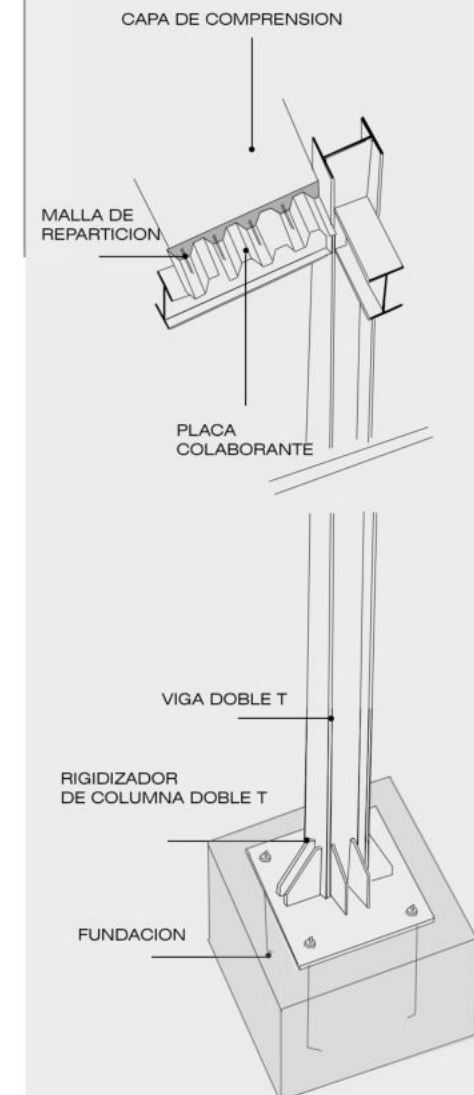 CAPA DE COMPRENSION
MALLA DE
REPARTICION
PLACA
COLABORANTE
VIGA DOBLE T
RIGIDIZADOR
DE COLUMNA DOBLE T
FUNDACION